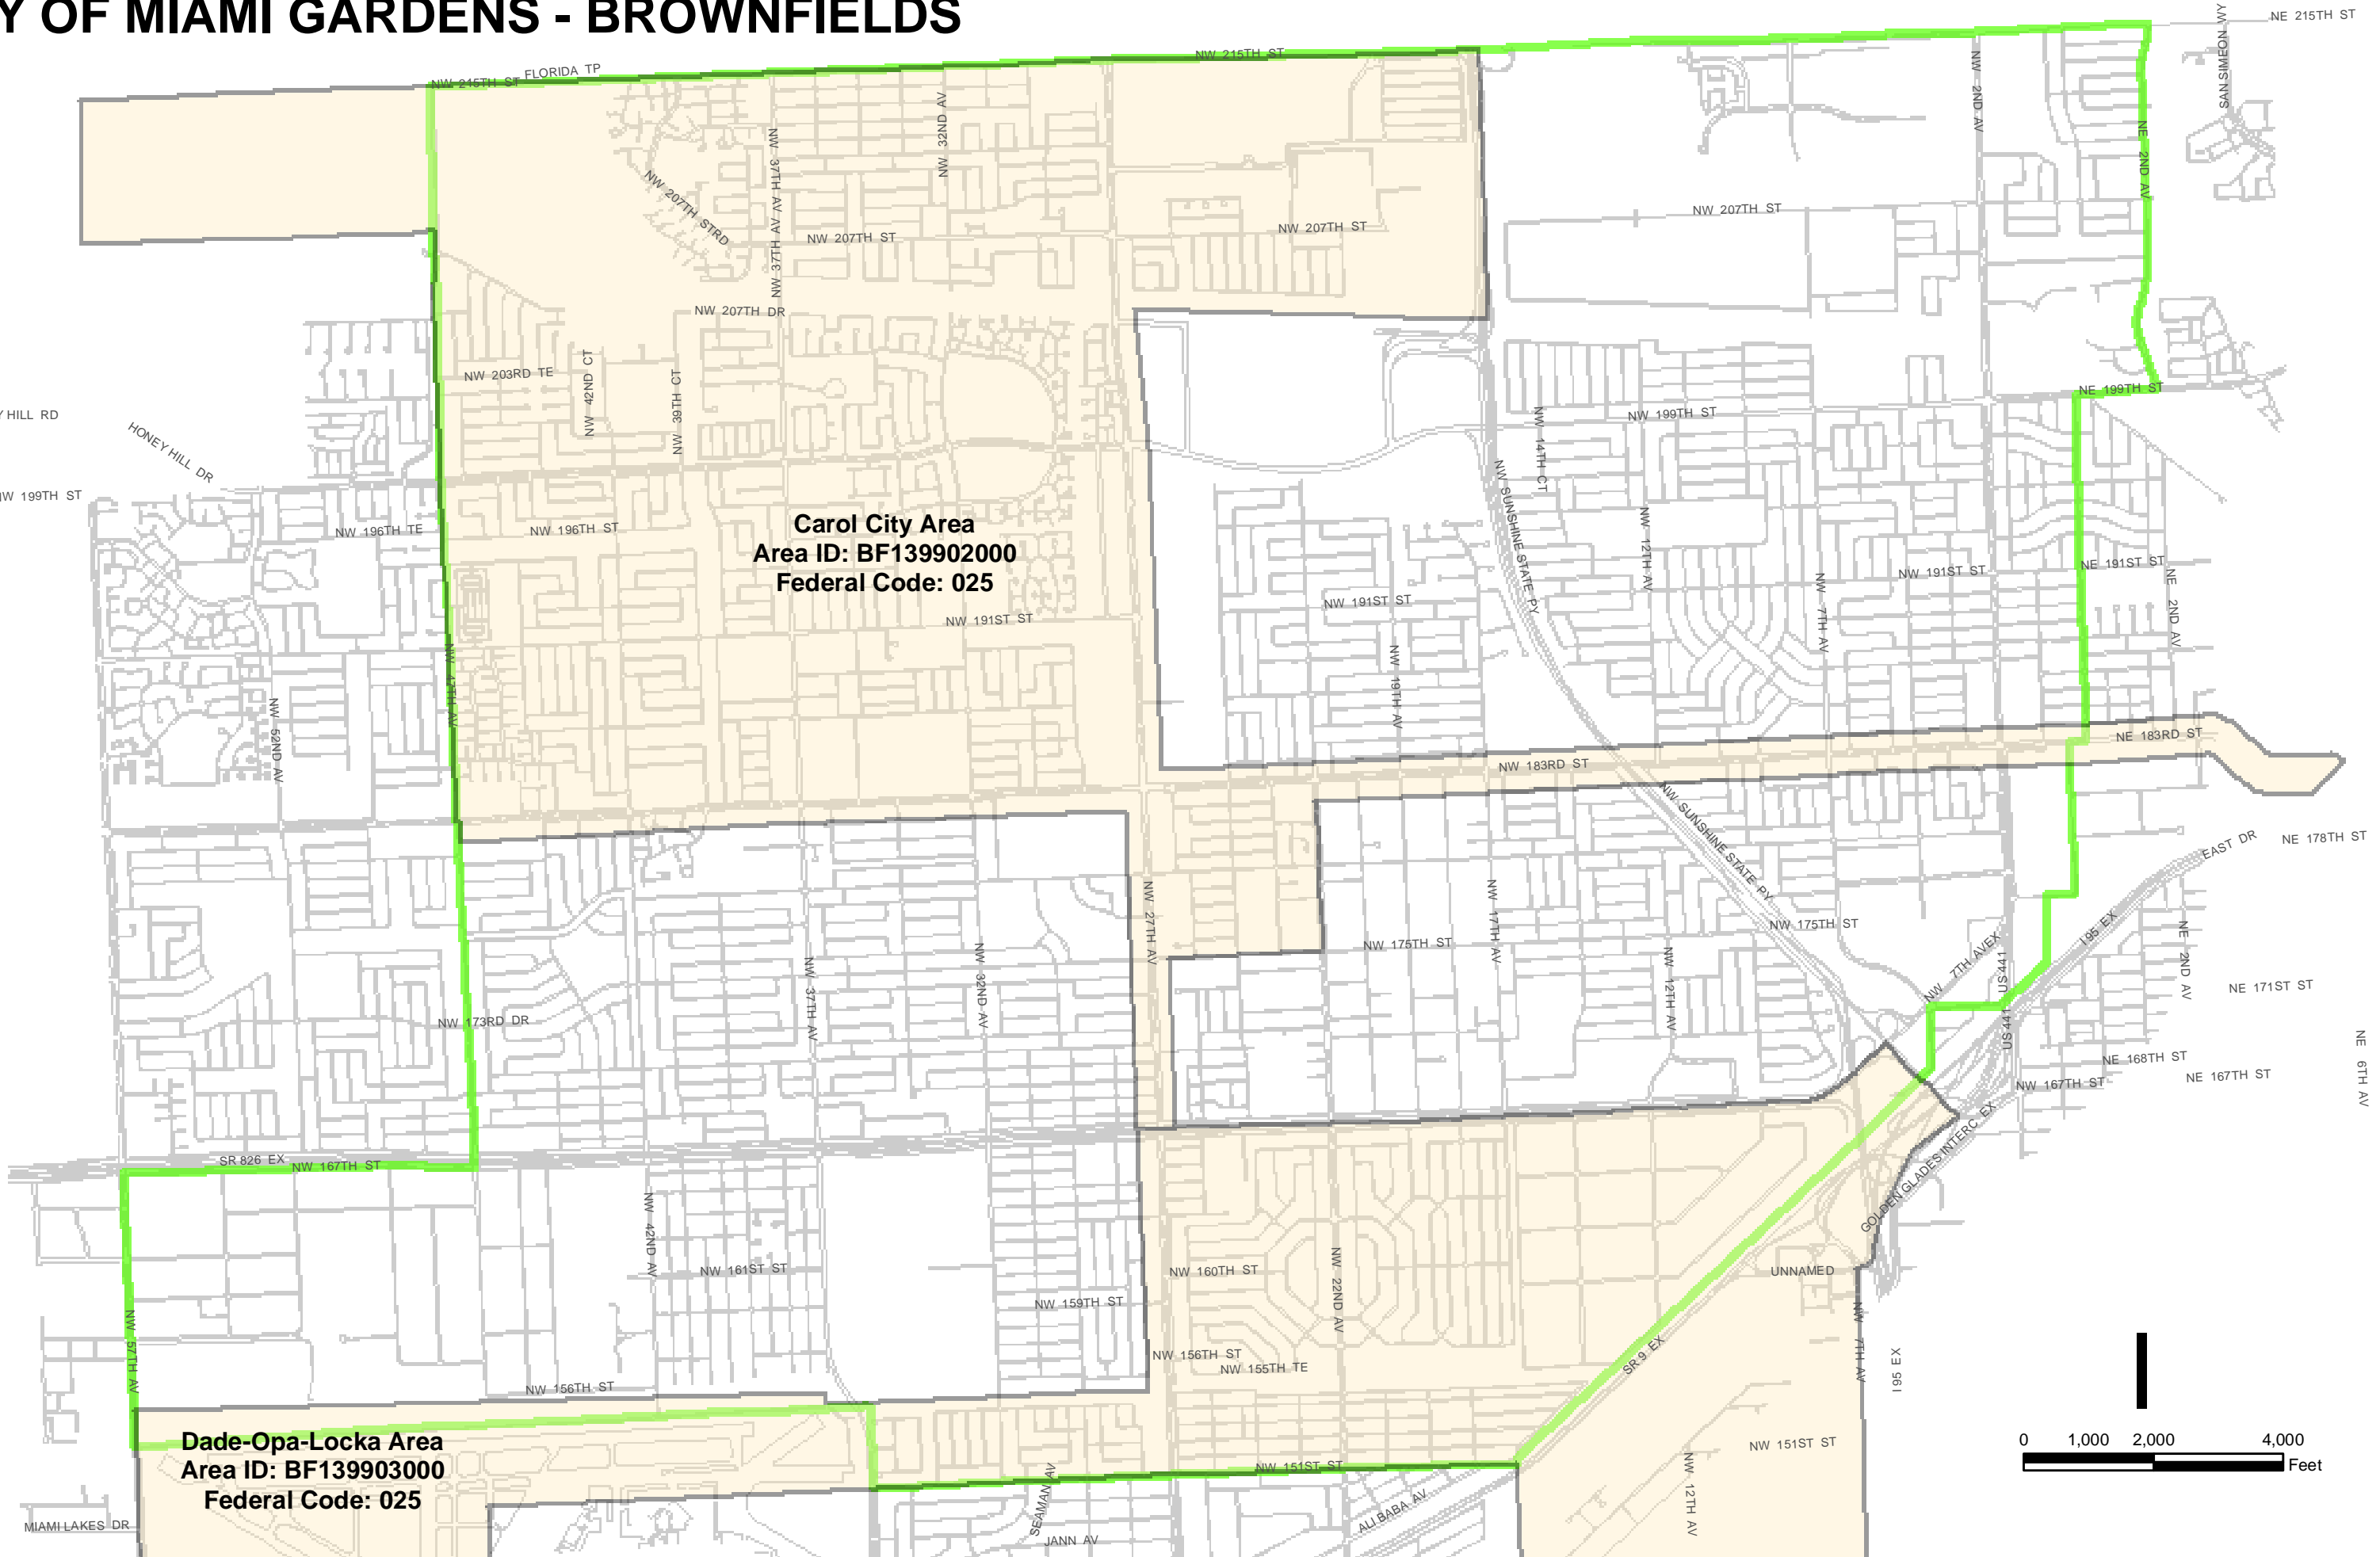 Y OF MIAMI GARDENS - BROWNFIELDS
NE 215TH ST
SAN SIMEON WY
NW 215TH ST
FLORIDA TP
NW 215TH ST
NW 2ND AV
NE 2ND AV
NW 37TH AV
NW 37TH AV
NW 32ND AV
NW 207TH STRD
NW 207TH ST
NW 207TH ST
NW 207TH ST
NW 207TH DR
NW 203RD TE
NW 42ND CT
NW 39TH CT
Y HILL RD
HONEY HILL DR
NW 199TH ST
NW 199TH ST
NE 199TH ST
NW 14TH CT
NW SUNSHINE STATE PY
NW 12TH AV
NW 196TH TE
NW 196TH ST
Carol City Area
Area ID: BF139902000
Federal Code: 025
NW 191ST ST
NW 191ST ST
NW 191ST ST
NE 191ST ST
NW 7TH AV
NE 2ND AV
NW 47TH AV
NW 52ND AV
NW 19TH AV
NW 183RD ST
NE 183RD ST
NW SUNSHINE STATE PY
EAST DR
NE 178TH ST
NW 27TH AV
NW 17TH AV
NW 175TH ST
NW 175TH ST
NW 12TH AV
NW 7TH AVEX
US 441
I 95 EX
NE 2ND AV
NE 171ST ST
NW 37TH AV
NW 32ND AV
NW 173RD DR
US 441
NE 168TH ST
NW 167TH ST
NE 167TH ST
NE 6TH AV
SR 826 EX
NW 167TH ST
GOLDEN GLADES INTERC EX
NW 42ND AV
NW 161ST ST
NW 160TH ST
NW 22ND AV
UNNAMED
NW 159TH ST
NW 57TH AV
NW 156TH ST
NW 155TH TE
SR 9 EX
NW 7TH AV
I 95 EX
NW 156TH ST
Dade-Opa-Locka Area
Area ID: BF139903000
Federal Code: 025
NW 151ST ST
NW 151ST ST
NW 12TH AV
SEAMAN AV
ALI BABA AV
JANN AV
MIAMI LAKES DR
0 1,000 2,000 4,000
Feet